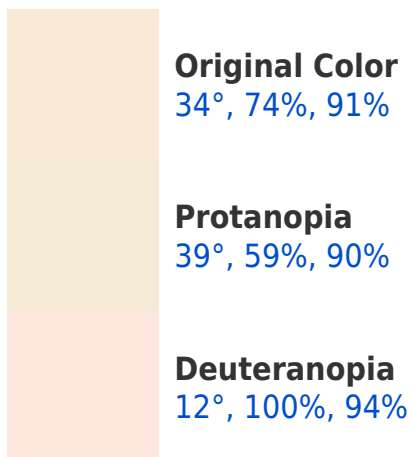 Original Color
34°, 74%, 91%
Protanopia
39°, 59%, 90%
Deuteranopia
12°, 100%, 94%